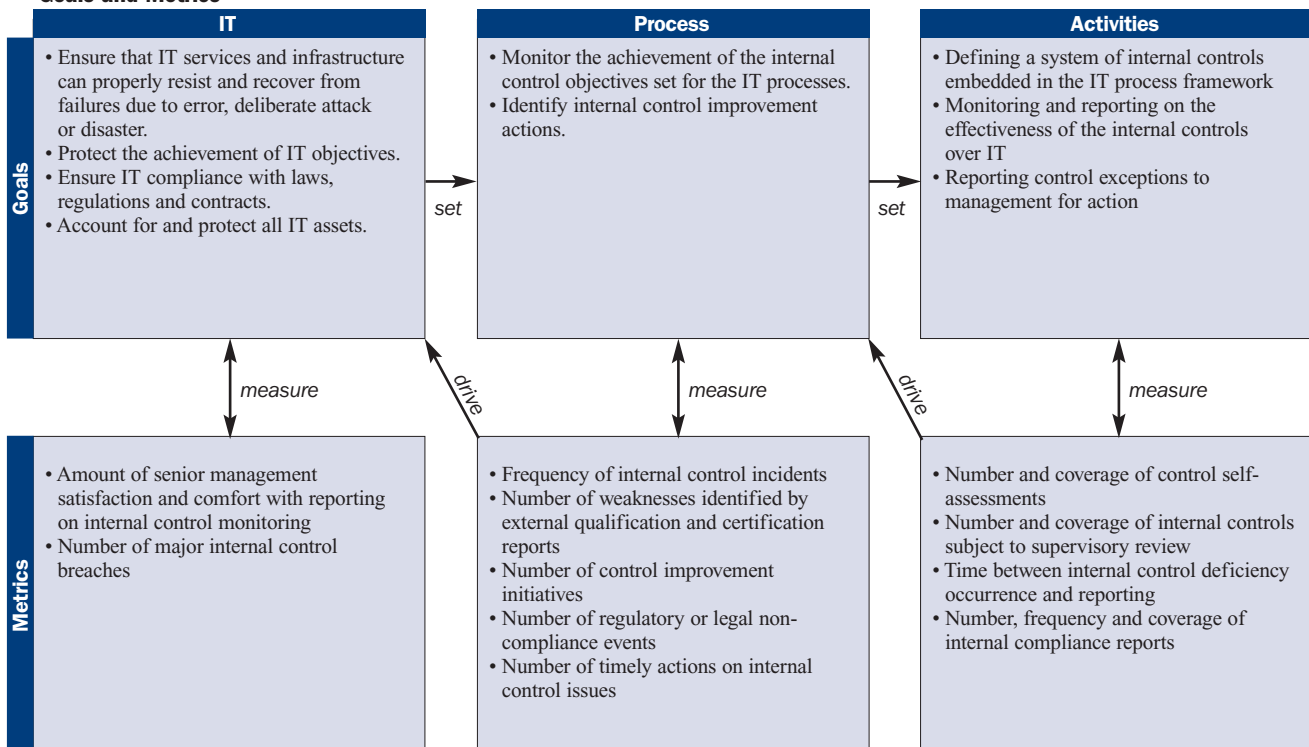 Goals and Metrics
IT
Process
Activities
Goals
• Ensure that IT services and infrastructure
can properly resist and recover from
failures due to error, deliberate attack
or disaster.
• Protect the achievement of IT objectives.
• Ensure IT compliance with laws,
regulations and contracts.
• Account for and protect all IT assets.
set
• Monitor the achievement of the internal
control objectives set for the IT processes.
• Identify internal control improvement
actions.
set
• Defining a system of internal controls
embedded in the IT process framework
• Monitoring and reporting on the
effectiveness of the internal controls
over IT
• Reporting control exceptions to
management for action
measure
drive
measure
drive
measure
Metrics
• Amount of senior management
satisfaction and comfort with reporting
on internal control monitoring
• Number of major internal control
breaches
• Frequency of internal control incidents
• Number of weaknesses identified by
external qualification and certification
reports
• Number of control improvement
initiatives
• Number of regulatory or legal non-
compliance events
• Number of timely actions on internal
control issues
• Number and coverage of control self-
assessments
• Number and coverage of internal controls
subject to supervisory review
• Time between internal control deficiency
occurrence and reporting
• Number, frequency and coverage of
internal compliance reports